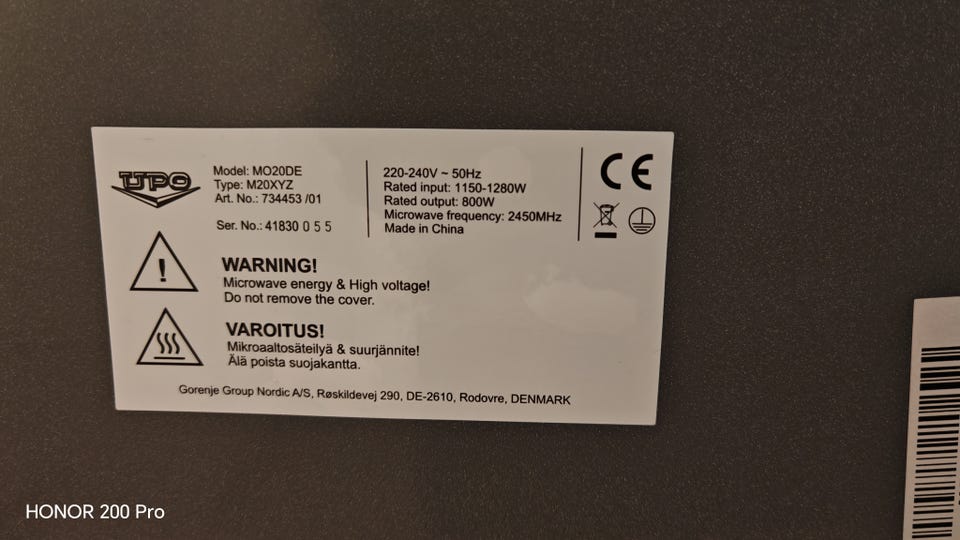 UPO
Model: MO20DE
Type: M20XYZ
Art. No.: 734453 /01
Ser. No.: 41830 0 5 5
220-240V ~ 50Hz
Rated input: 1150-1280W
Rated output: 800W
Microwave frequency: 2450MHz
Made in China
CE
WARNING!
Microwave energy & High voltage!
Do not remove the cover.
VAROITUS!
Mikroaaltosäteilyä & suurjännite!
Älä poista suojakantta.
Gorenje Group Nordic A/S, Røskildevej 290, DE-2610, Rodovre, DENMARK
HONOR 200 Pro